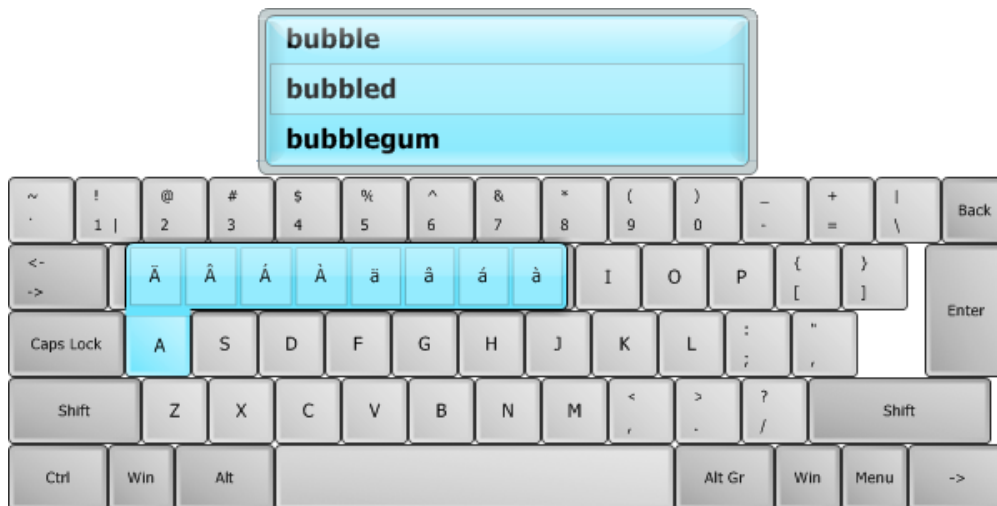 bubble
bubbled
bubblegum
~ ! @ # $ % ^ & * ( ) _ + |
` 1 | 2 3 4 5 6 7 8 9 0 - = \ Back
<- Ä Â Á À ä â á à I O P { }
-> [ ] Enter
Caps Lock A S D F G H J K L : "
; ,
Shift Z X C V B N M < > ? Shift
, . /
Ctrl Win Alt Alt Gr Win Menu ->